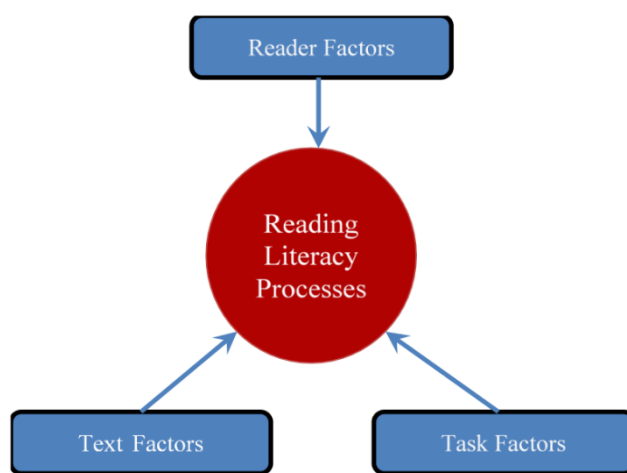 Reader Factors
Reading
Literacy
Processes
Text Factors
Task Factors